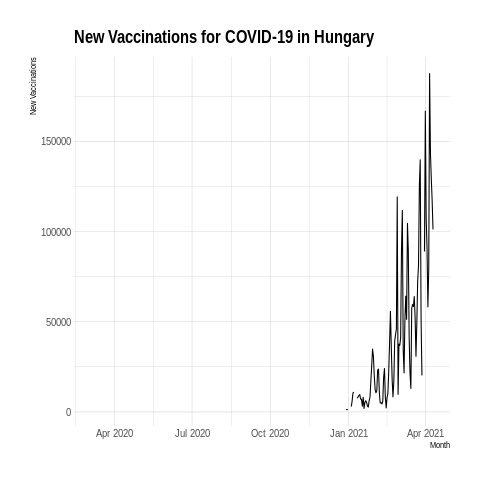 New Vaccinations for COVID-19 in Hungary
New Vaccinations
150000
100000
50000
0
Apr 2020 Jul 2020 Oct 2020 Jan 2021 Apr 2021
Month